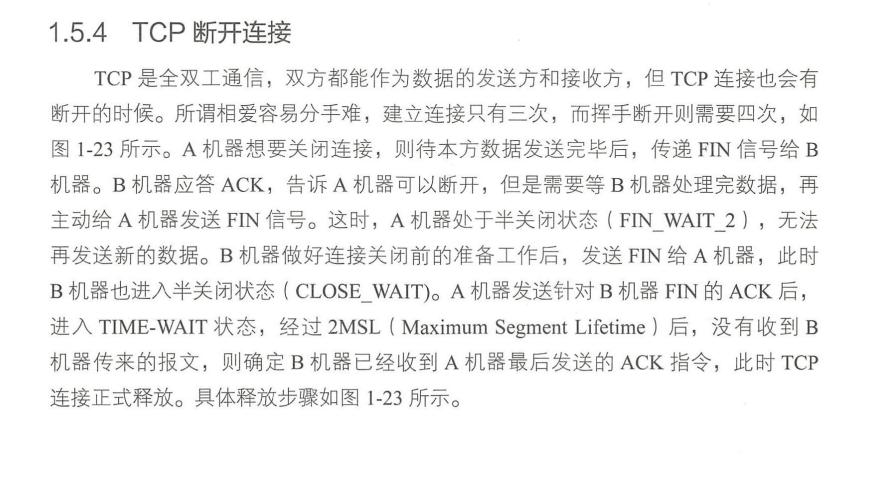 1.5.4 TCP 断开连接
TCP 是全双工通信，双方都能作为数据的发送方和接收方，但 TCP 连接也会有
断开的时候。所谓相爱容易分手难，建立连接只有三次，而挥手断开则需要四次，如
图 1-23 所示。A 机器想要关闭连接，则待本方数据发送完毕后，传递 FIN 信号给 B
机器。B 机器应答 ACK，告诉 A 机器可以断开，但是需要等 B 机器处理完数据，再
主动给 A 机器发送 FIN 信号。这时，A 机器处于半关闭状态（FIN_WAIT_2），无法
再发送新的数据。B 机器做好连接关闭前的准备工作后，发送 FIN 给 A 机器，此时
B 机器也进入半关闭状态（CLOSE_WAIT)。A 机器发送针对 B 机器 FIN 的 ACK 后，
进入 TIME-WAIT 状态，经过 2MSL（Maximum Segment Lifetime）后，没有收到 B
机器传来的报文，则确定 B 机器已经收到 A 机器最后发送的 ACK 指令，此时 TCP
连接正式释放。具体释放步骤如图 1-23 所示。